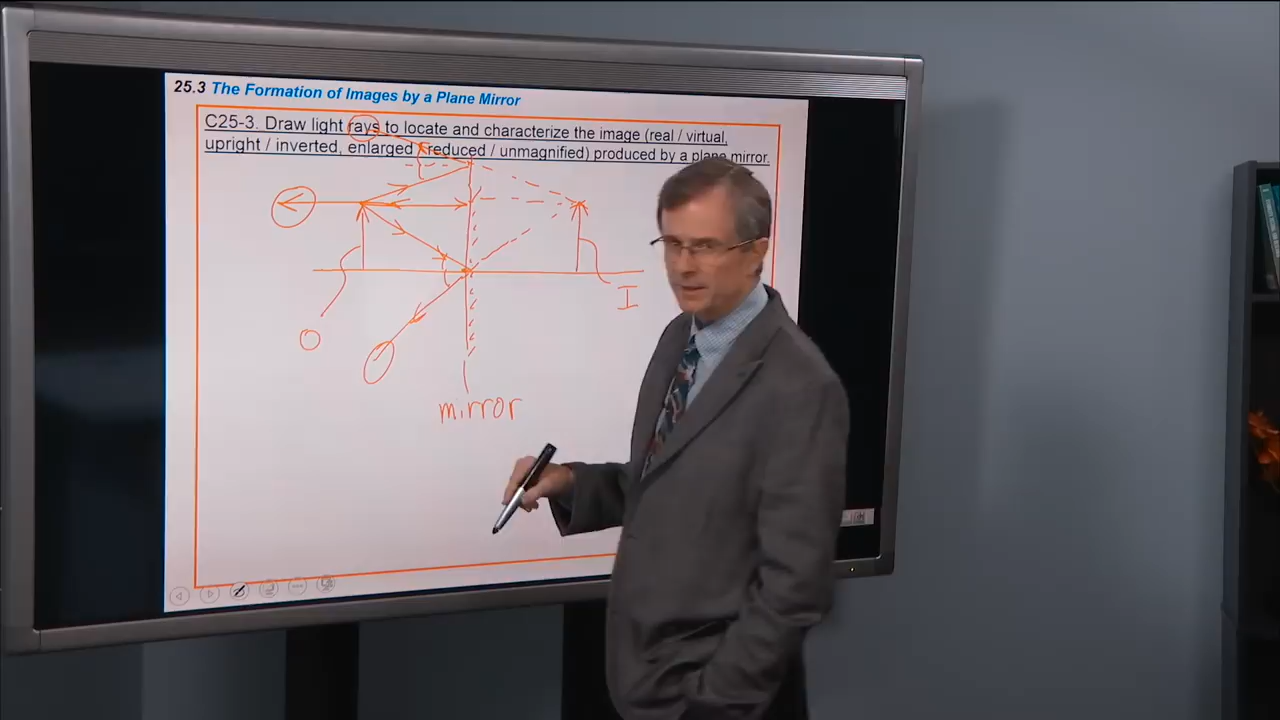 25.3 The Formation of Images by a Plane Mirror
C25-3. Draw light rays to locate and characterize the image (real / virtual,
upright / inverted, enlarged / reduced / unmagnified) produced by a plane mirror.
O
I
mirror